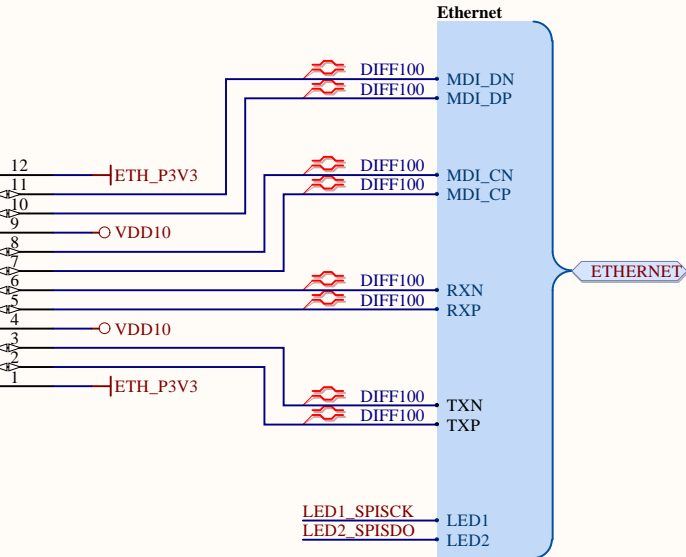 Ethernet
DIFF100 MDI_DN
DIFF100 MDI_DP
12 ETH_P3V3 DIFF100 MDI_CN
11 DIFF100 MDI_CP
10
9 VDD10
8
7 ETHERNET
6 DIFF100 RXN
5 DIFF100 RXP
4 VDD10
3
2
1 ETH_P3V3
DIFF100 TXN
DIFF100 TXP
LED1_SPISCK LED1
LED2_SPISDO LED2